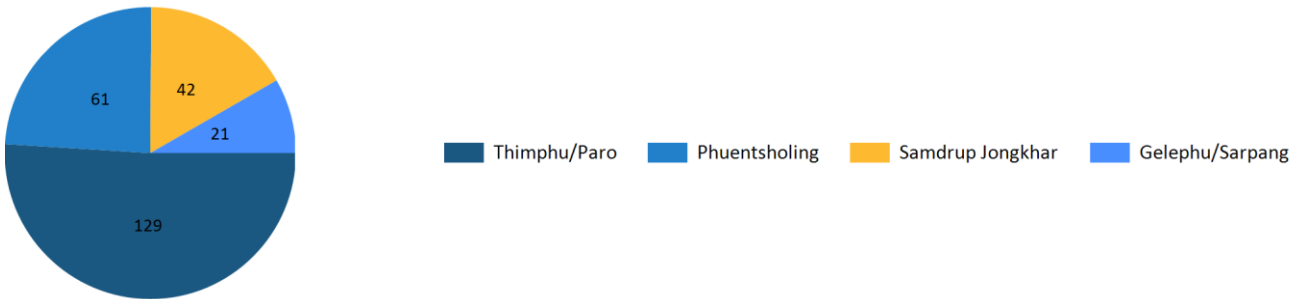 61
42
21
129
Thimphu/Paro
Phuentsholing
Samdrup Jongkhar
Gelephu/Sarpang